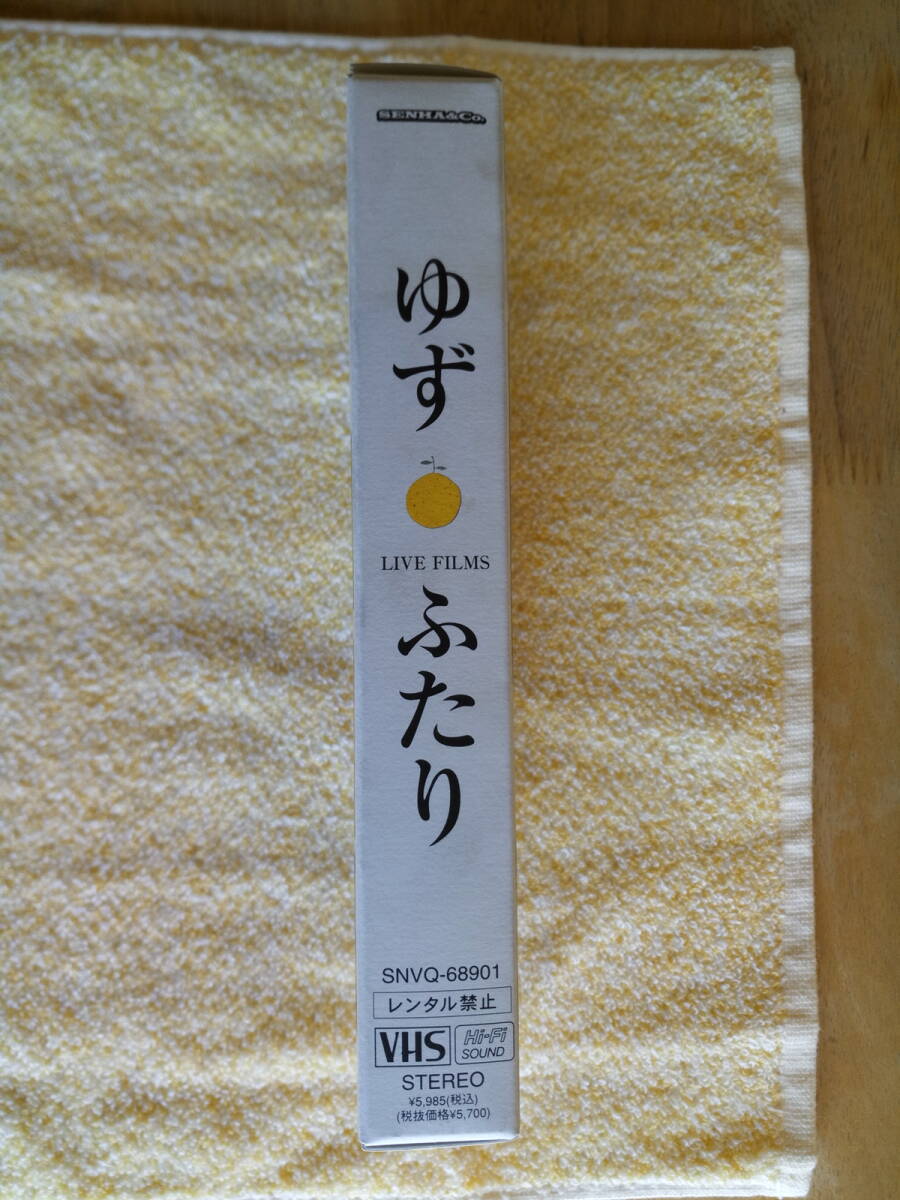 SENHA&Co.
ゆず
LIVE FILMS
ふたり
SNVQ-68901
レンタル禁止
VHS Hi-Fi SOUND
STEREO
¥5,985(税込)
(税抜価格¥5,700)